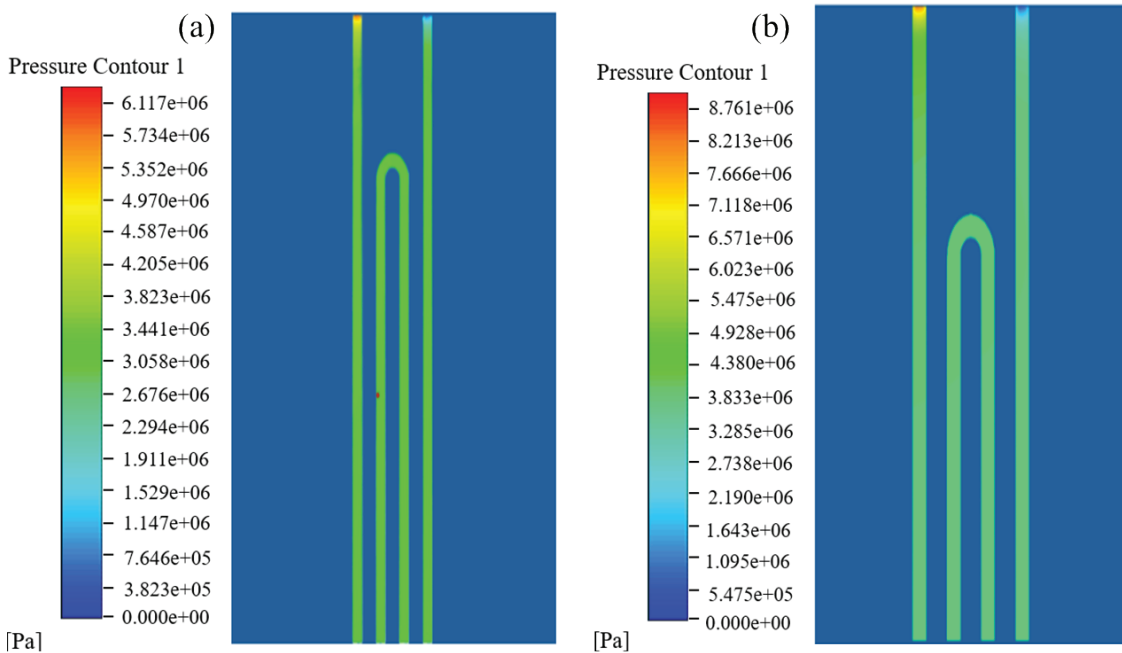 (a)
Pressure Contour 1
6.117e+06
5.734e+06
5.352e+06
4.970e+06
4.587e+06
4.205e+06
3.823e+06
3.441e+06
3.058e+06
2.676e+06
2.294e+06
1.911e+06
1.529e+06
1.147e+06
7.646e+05
3.823e+05
0.000e+00
[Pa]
(b)
Pressure Contour 1
8.761e+06
8.213e+06
7.666e+06
7.118e+06
6.571e+06
6.023e+06
5.475e+06
4.928e+06
4.380e+06
3.833e+06
3.285e+06
2.738e+06
2.190e+06
1.643e+06
1.095e+06
5.475e+05
0.000e+00
[Pa]